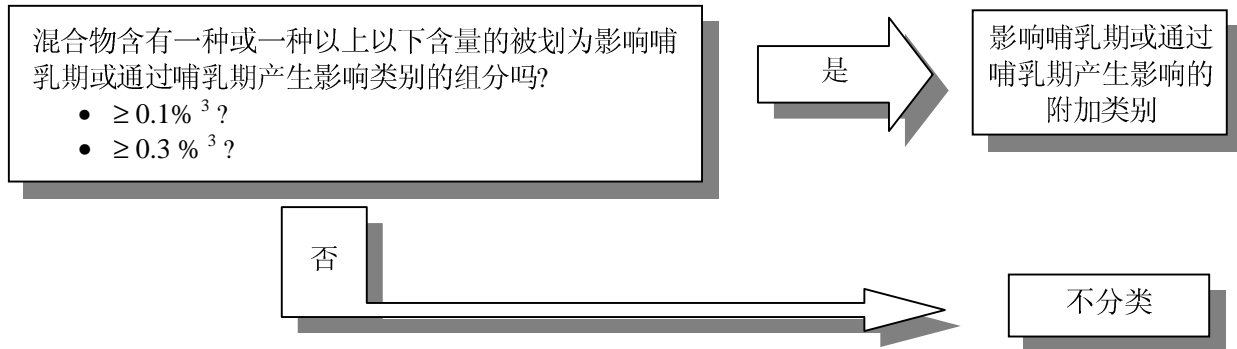 混合物含有一种或一种以上以下含量的被划为影响哺
乳期或通过哺乳期产生影响类别的组分吗?
• ≥ 0.1% ³ ?
• ≥ 0.3 % ³ ?
是
影响哺乳期或通过
哺乳期产生影响的
附加类别
否
不分类